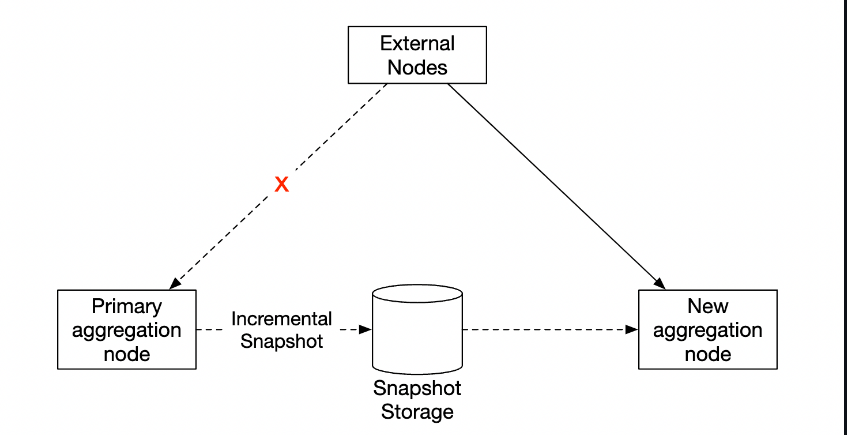 External
Nodes
X
Primary
aggregation
node
Incremental
Snapshot
Snapshot
Storage
New
aggregation
node